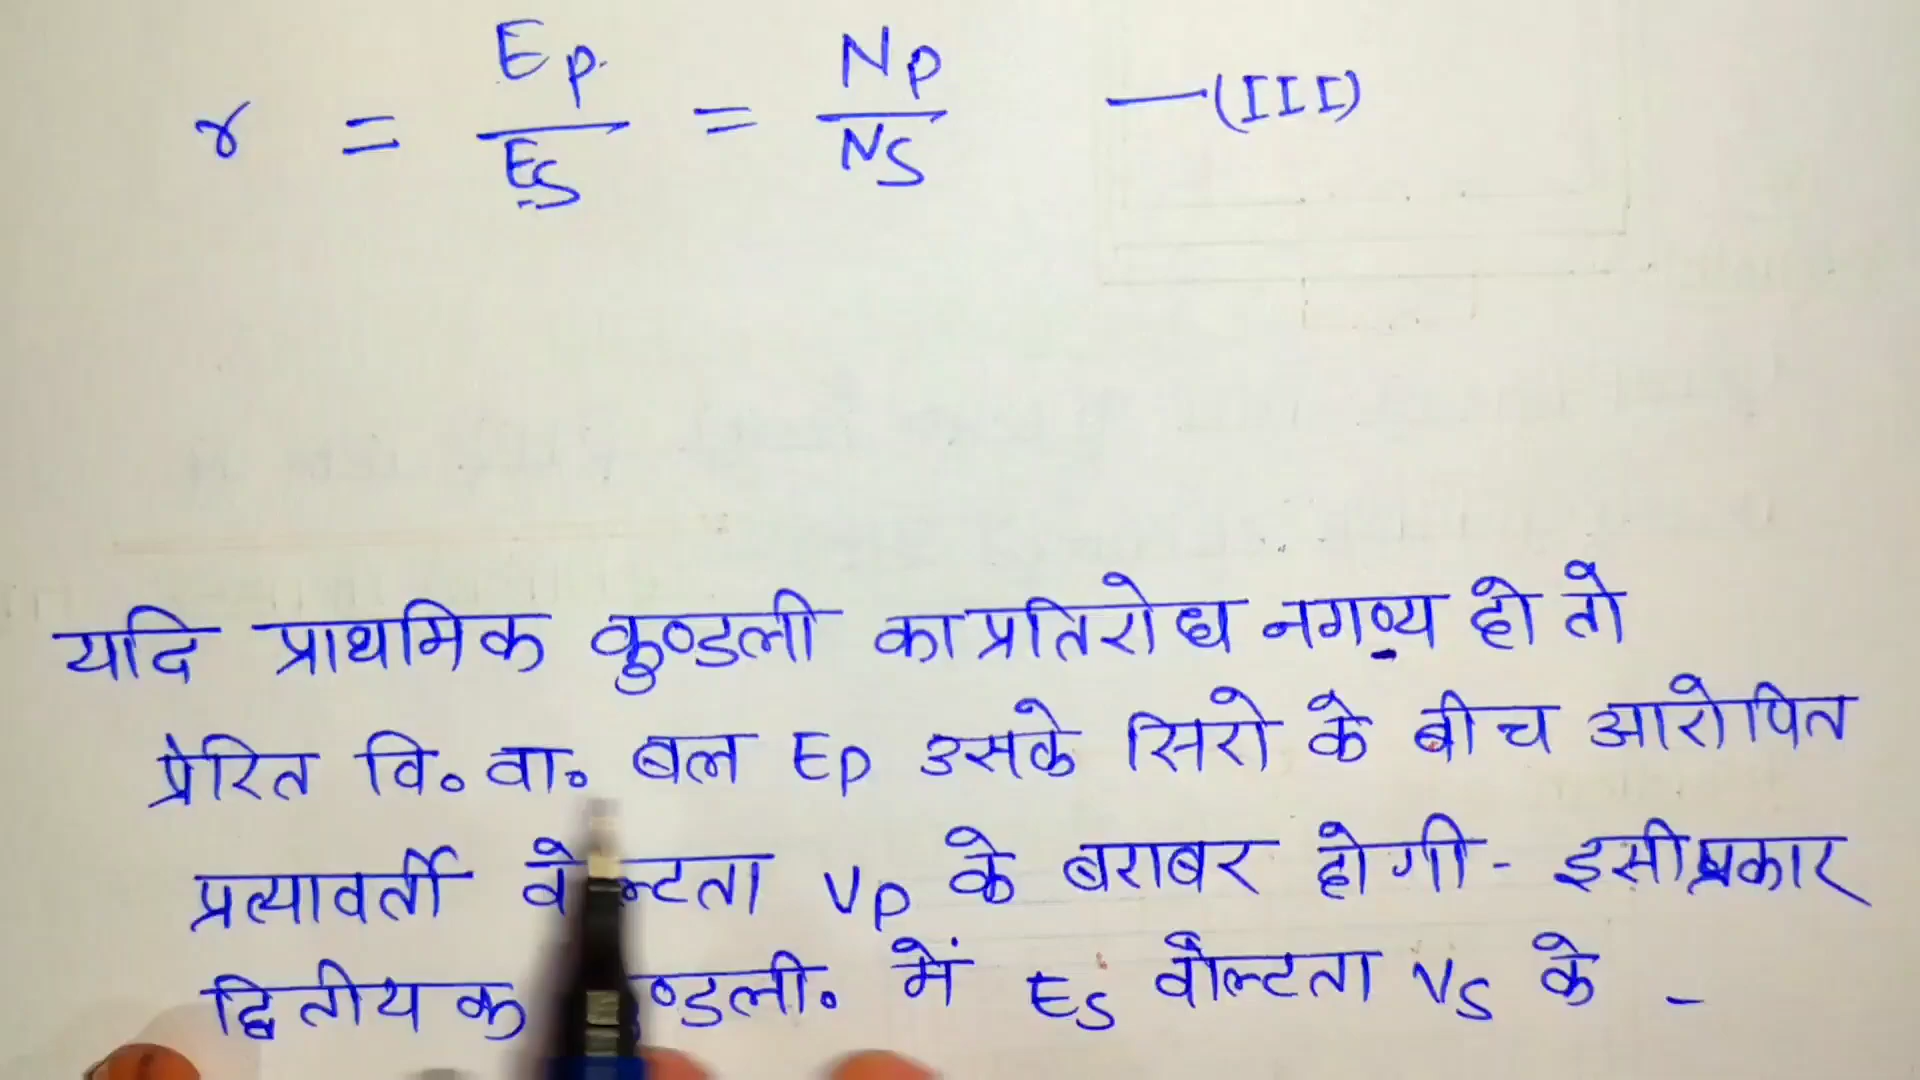 r = Ep/Es = Np/Ns —(III)
यदि प्राथमिक कुण्डली का प्रतिरोध नगण्य हो तो
प्रेरित वि. वा. बल Ep उसके सिरो के बीच आरोपित
प्रत्यावर्ती वोल्टता Vp के बराबर होगी - इसी प्रकार
द्वितीयक कुण्डली. में Es वोल्टता Vs के -